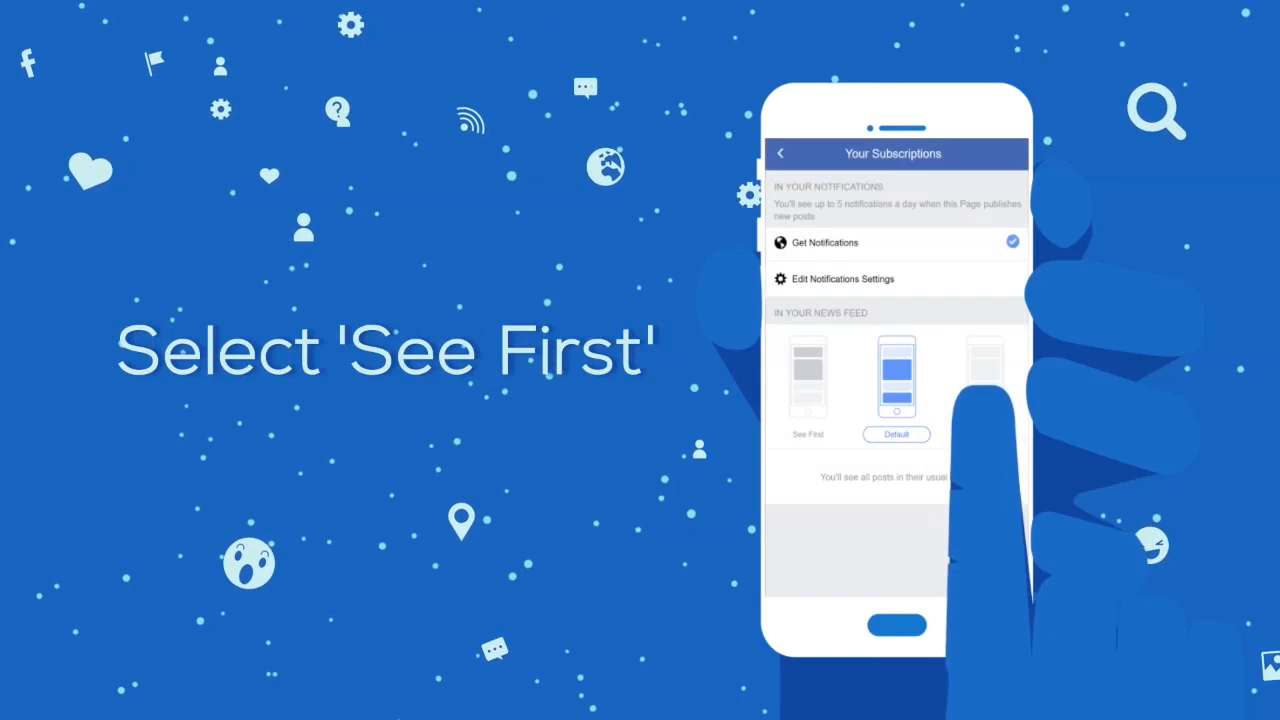 Select 'See First'
Your Subscriptions
IN YOUR NOTIFICATIONS
You'll see up to 5 notifications a day when this Page publishes
new posts
Get Notifications
Edit Notifications Settings
IN YOUR NEWS FEED
See First
Default
You'll see all posts in their usual